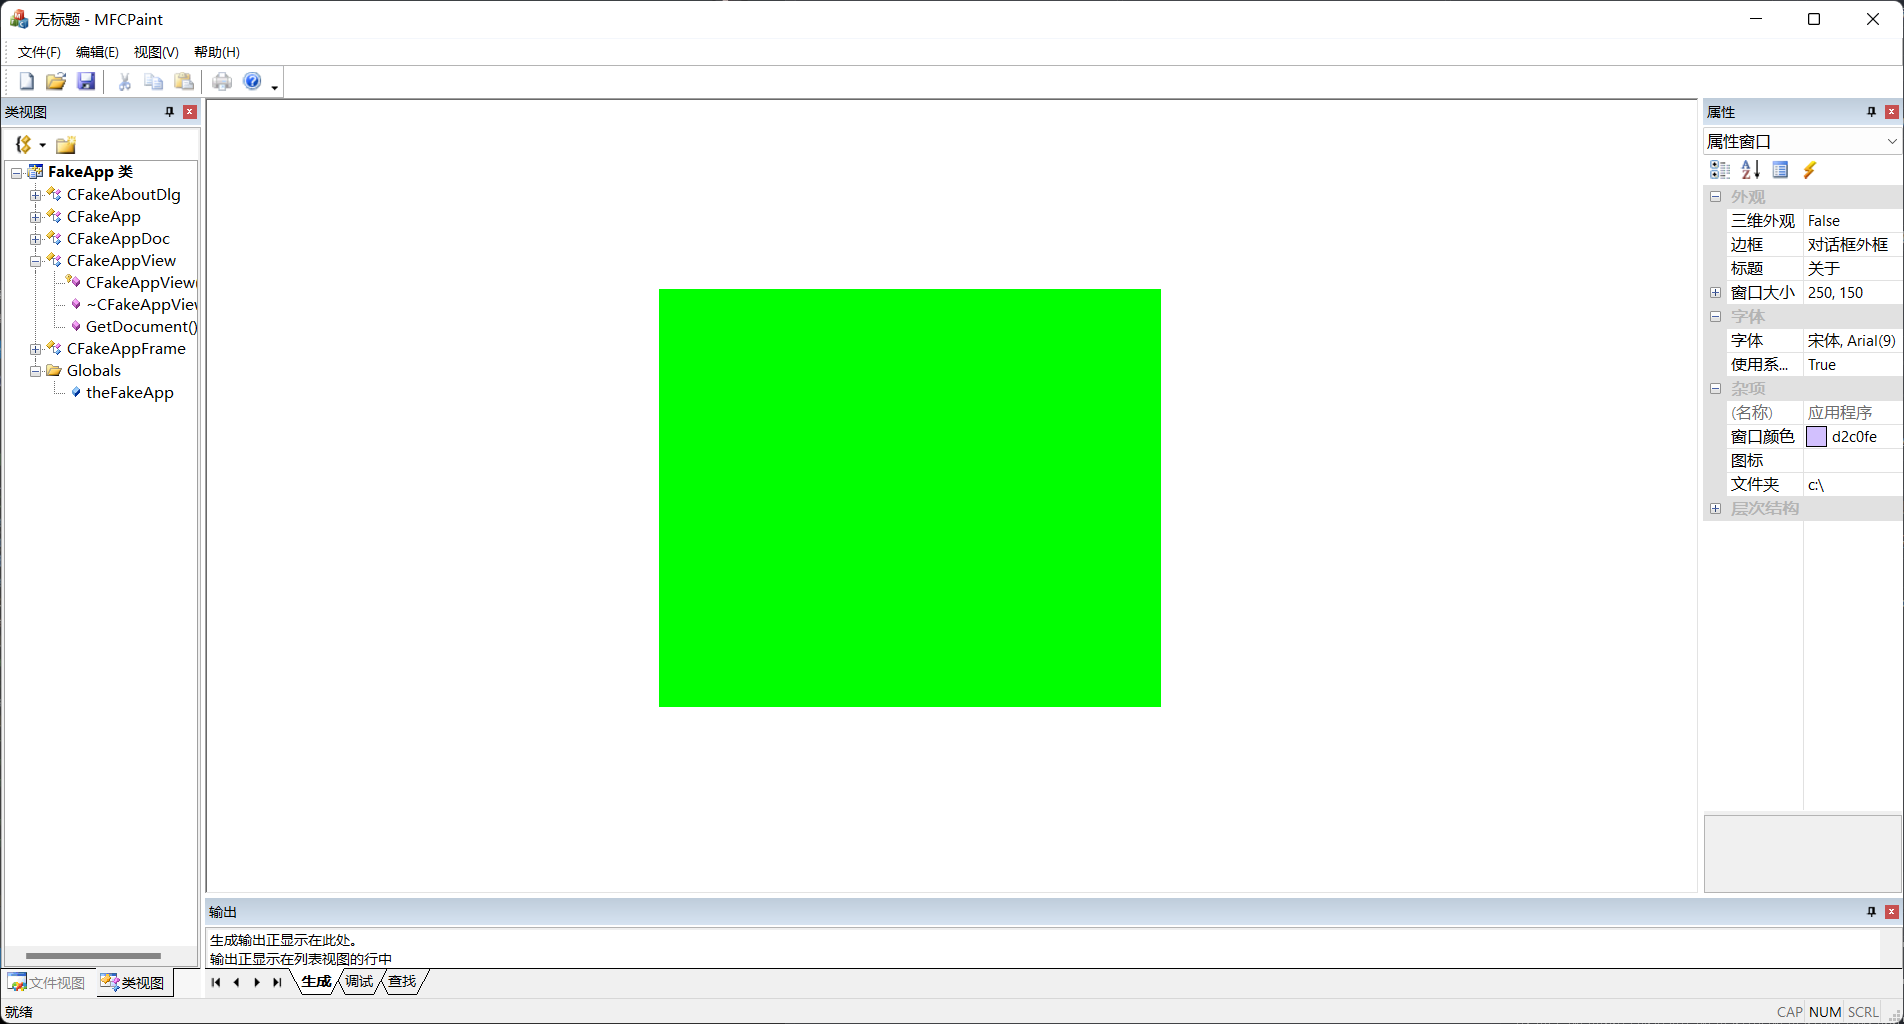 无标题 - MFCPaint
文件(F) 编辑(E) 视图(V) 帮助(H)
类视图
FakeApp 类
CFakeAboutDlg
CFakeApp
CFakeAppDoc
CFakeAppView
CFakeAppView(
~CFakeAppView
GetDocument()
CFakeAppFrame
Globals
theFakeApp
文件视图 类视图
属性
属性窗口
外观
三维外观 False
边框 对话框外框
标题 关于
窗口大小 250, 150
字体
字体 宋体, Arial(9)
使用系... True
杂项
(名称) 应用程序
窗口颜色 d2c0fe
图标
文件夹 c:\
层次结构
输出
生成输出正显示在此处。
输出正显示在列表视图的行中
生成 调试 查找
就绪
CAP NUM SCRL